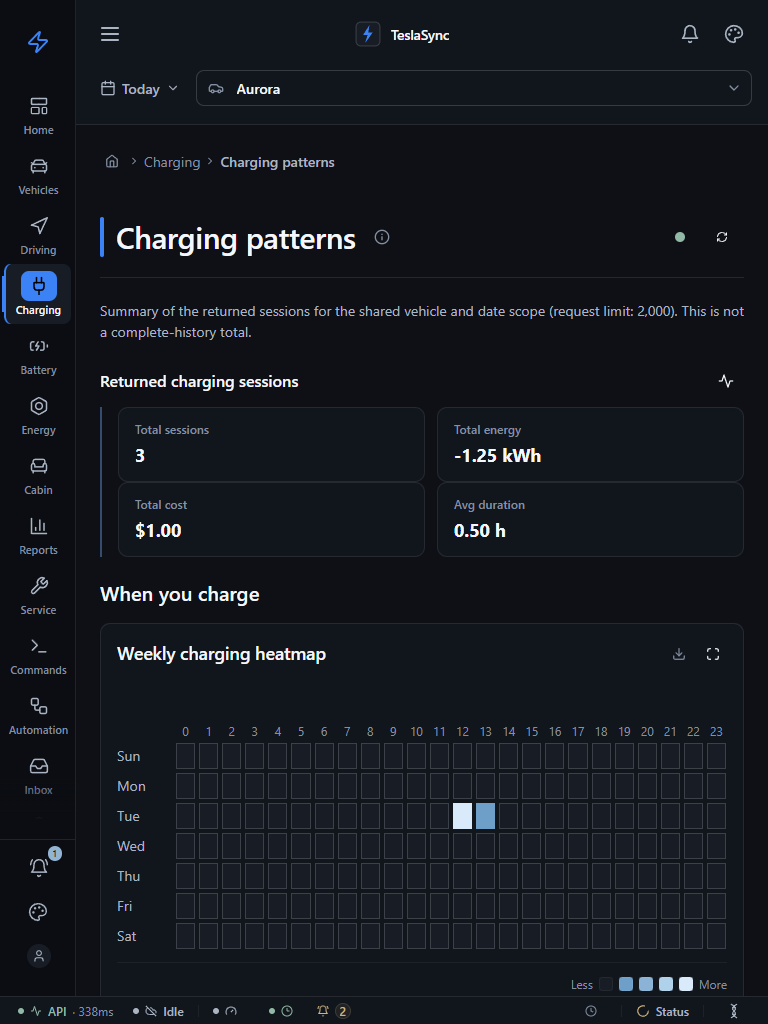 TeslaSync
Today
Aurora
Home
Vehicles
Driving
Charging
Battery
Energy
Cabin
Reports
Service
Commands
Automation
Inbox
1
Charging
Charging patterns
Charging patterns
Summary of the returned sessions for the shared vehicle and date scope (request limit: 2,000). This is not
a complete-history total.
Returned charging sessions
Total sessions
3
Total energy
-1.25 kWh
Total cost
$1.00
Avg duration
0.50 h
When you charge
Weekly charging heatmap
0 1 2 3 4 5 6 7 8 9 10 11 12 13 14 15 16 17 18 19 20 21 22 23
Sun
Mon
Tue
Wed
Thu
Fri
Sat
Less More
API · 338ms Idle 2 Status